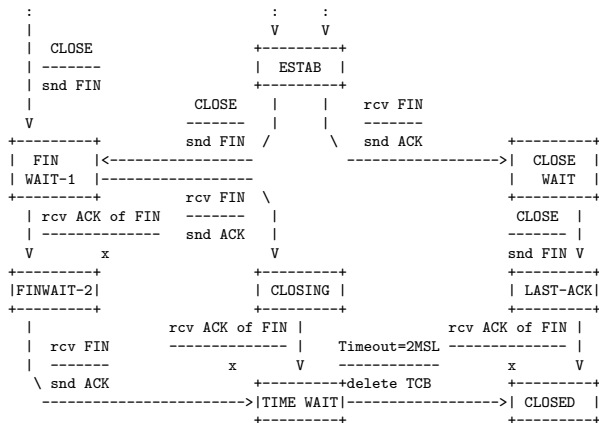 :                             :      :
|                             V      V
|  CLOSE                    +---------+
| -------                   |  ESTAB  |
| snd FIN                   +---------+
|                    CLOSE    |     |    rcv FIN
V                   -------   |     |    -------
+---------+         snd FIN  /       \   snd ACK          +---------+
|  FIN    |<-----------------         ------------------>|  CLOSE  |
| WAIT-1  |------------------                            |   WAIT  |
+---------+          rcv FIN  \                           +---------+
| rcv ACK of FIN    -------   |                          CLOSE  |
| --------------    snd ACK   |                         ------- |
V        x                    V                         snd FIN V
+---------+                 +---------+                   +---------+
|FINWAIT-2|                 | CLOSING |                   | LAST-ACK|
+---------+                 +---------+                   +---------+
|                rcv ACK of FIN |                 rcv ACK of FIN |
|  rcv FIN       -------------- |    Timeout=2MSL -------------- |
|  -------              x       V    ------------        x       V
\ snd ACK                 +---------+delete TCB         +---------+
------------------------>|TIME WAIT|------------------>| CLOSED  |
+---------+                   +---------+